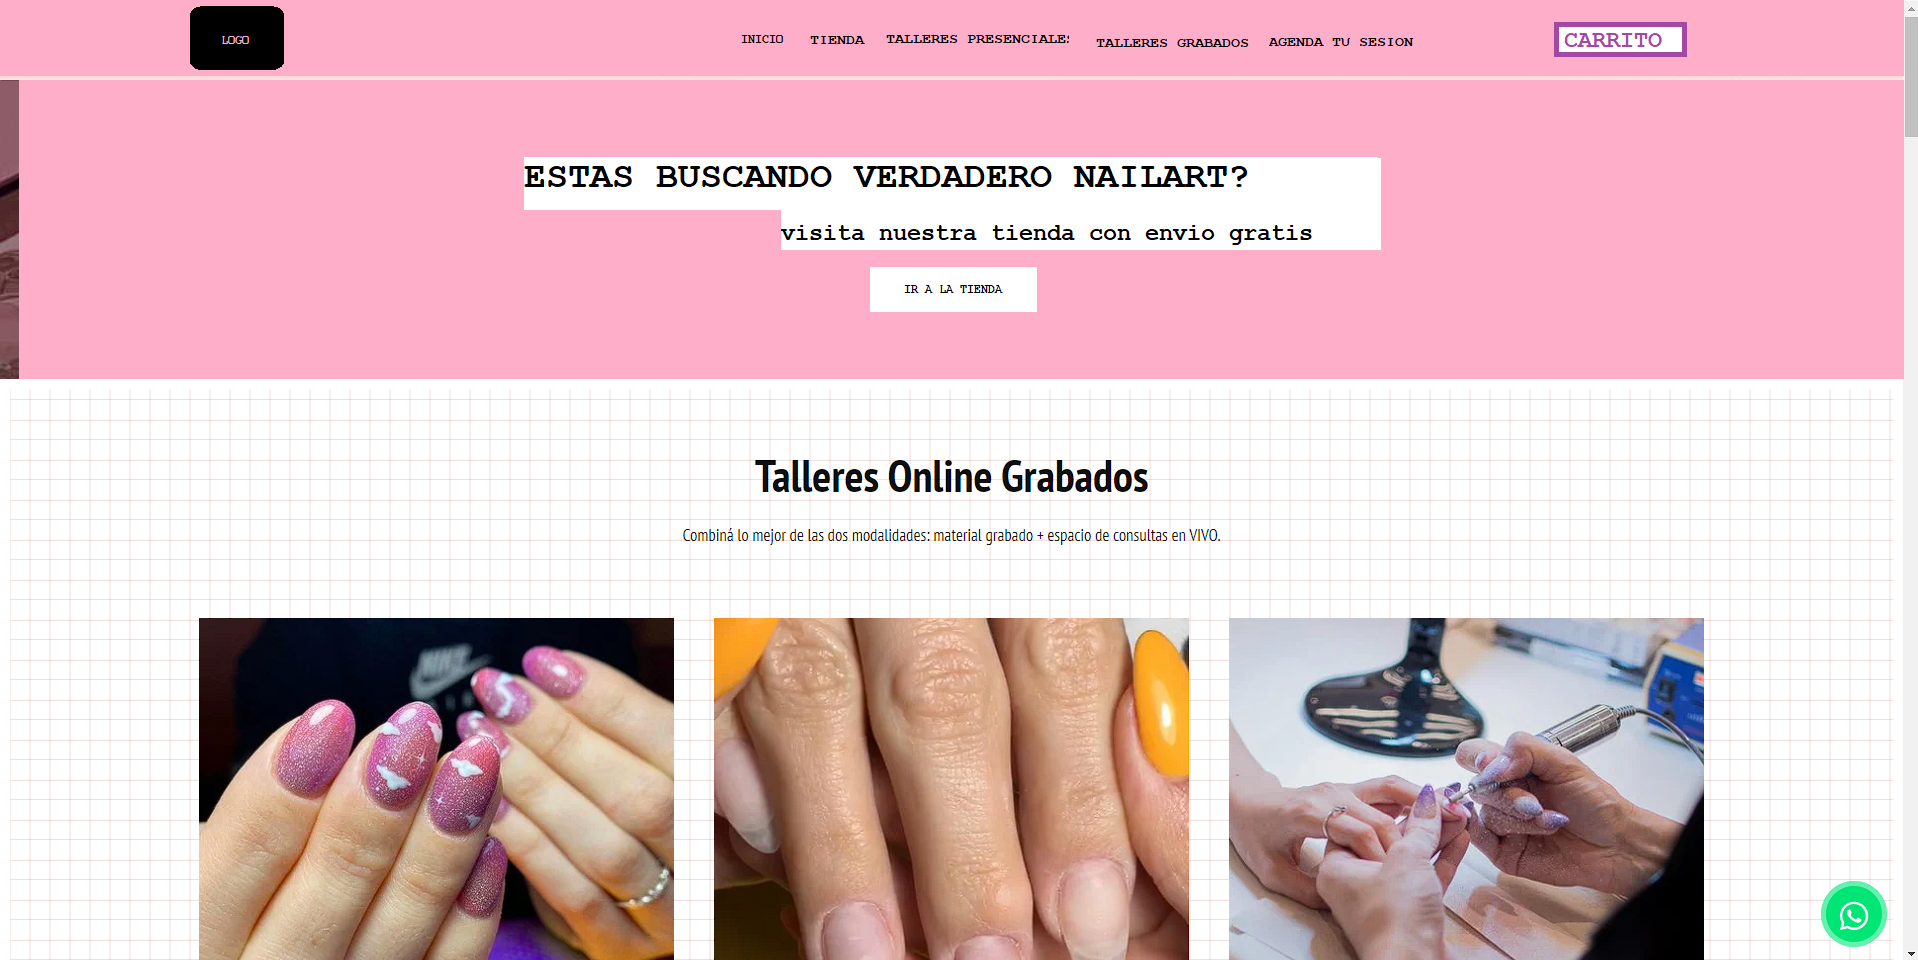 LOGO
INICIO
TIENDA
TALLERES PRESENCIALES
TALLERES GRABADOS
AGENDA TU SESION
CARRITO
ESTAS BUSCANDO VERDADERO NAILART?
visita nuestra tienda con envio gratis
IR A LA TIENDA
Talleres Online Grabados
Combiná lo mejor de las dos modalidades: material grabado + espacio de consultas en VIVO.